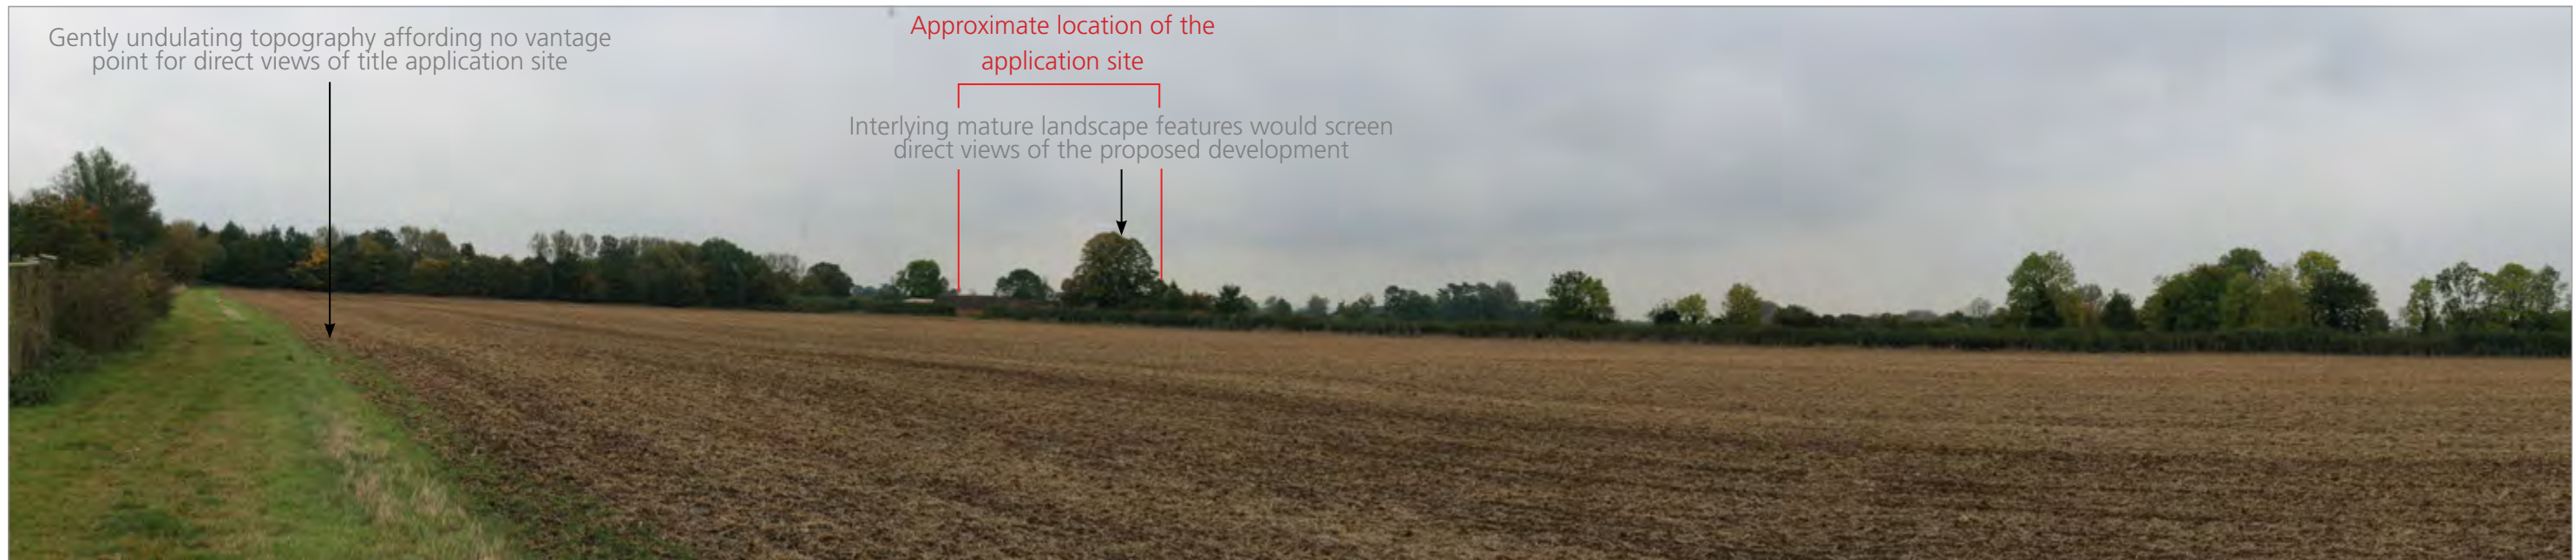 Gently undulating topography affording no vantage
point for direct views of title application site
Approximate location of the
application site
Interlying mature landscape features would screen
direct views of the proposed development